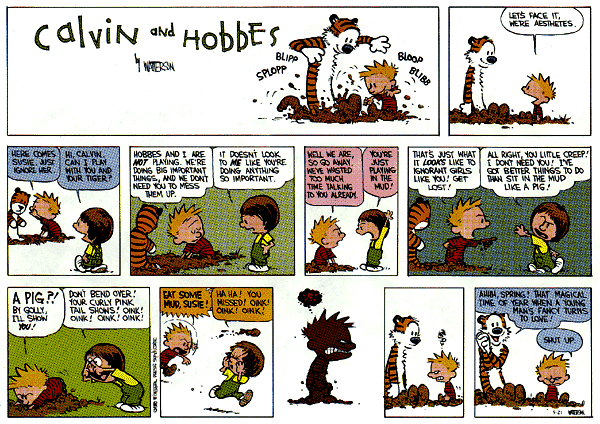 Calvin and Hobbes
by WATTERSON
SPLOPP
BLIPP
BLOOP
BLIBB
LET'S FACE IT,
WE'RE AESTHETES.
HERE COMES
SUSIE. JUST
IGNORE HER.
HI, CALVIN.
CAN I PLAY
WITH YOU AND
YOUR TIGER?
HOBBES AND I ARE
NOT PLAYING. WE'RE
DOING BIG IMPORTANT
THINGS, AND WE DON'T
NEED YOU TO MESS
THEM UP.
IT DOESN'T LOOK
TO ME LIKE YOU'RE
DOING ANYTHING
SO IMPORTANT.
WELL WE ARE,
SO GO AWAY.
WE'VE WASTED
TOO MUCH
TIME TALKING
TO YOU ALREADY.
YOU'RE
JUST
PLAYING
IN THE
MUD!
THAT'S JUST WHAT
IT LOOKS LIKE TO
IGNORANT GIRLS
LIKE YOU! GET
LOST!
ALL RIGHT, YOU LITTLE CREEP!
I DON'T NEED YOU! I'VE
GOT BETTER THINGS TO DO
THAN SIT IN THE MUD
LIKE A PIG!
A PIG?!
BY GOLLY,
I'LL SHOW
YOU!
DON'T BEND OVER!
YOUR CURLY PINK
TAIL SHOWS! OINK!
OINK! OINK! OINK!
EAT SOME
MUD, SUSIE!
HA HA! YOU
MISSED! OINK!
OINK! OINK!
AHHH, SPRING! THAT MAGICAL
TIME OF YEAR WHEN A YOUNG
MAN'S FANCY TURNS
TO LOVE!
SHUT UP.
5-21
WATTERSON